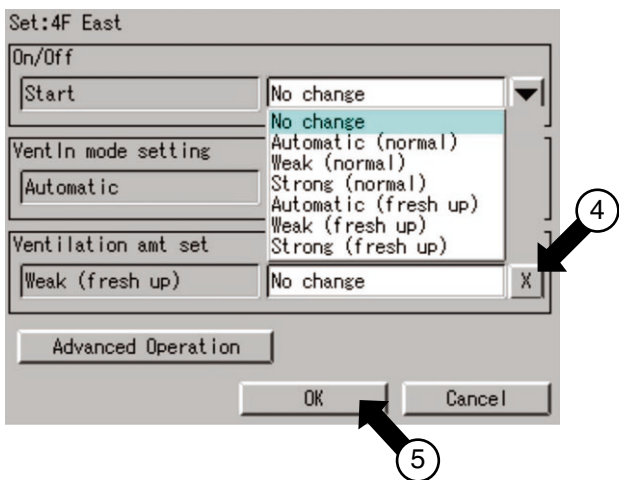 Set:4F East
On/Off
Start No change
No change
Automatic (normal)
Weak (normal)
Strong (normal)
Automatic (fresh up)
Weak (fresh up)
Strong (fresh up)
VentIn mode setting
Automatic
Ventilation amt set
Weak (fresh up) No change X
4
Advanced Operation
OK Cancel
5